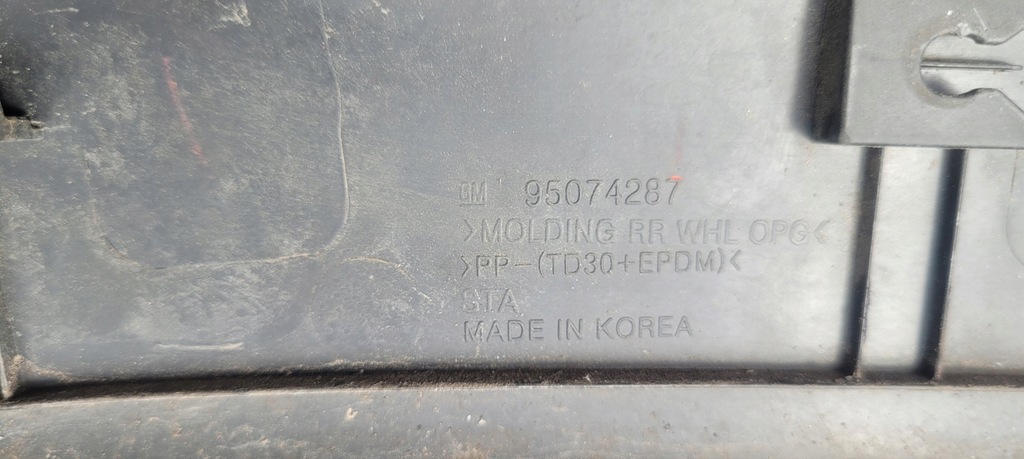 GM 95074287
>MOLDING RR WHL OPG<
>PP-(TD30+EPDM)<
STA
MADE IN KOREA